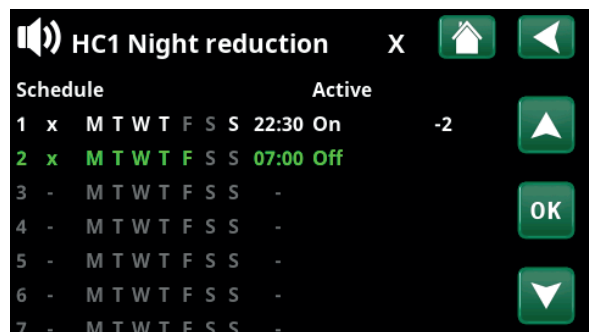 HC1 Night reduction X
Schedule Active
1 x M T W T F S S 22:30 On -2
2 x M T W T F S S 07:00 Off
3 - M T W T F S S -
4 - M T W T F S S -
OK
5 - M T W T F S S -
6 - M T W T F S S -
7 - M T W T F S S -